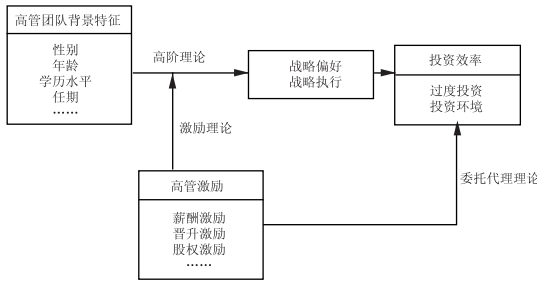 高管团队背景特征
性别
年龄
学历水平
任期
……
高阶理论
战略偏好
战略执行
投资效率
过度投资
投资环境
激励理论
高管激励
薪酬激励
晋升激励
股权激励
……
委托代理理论